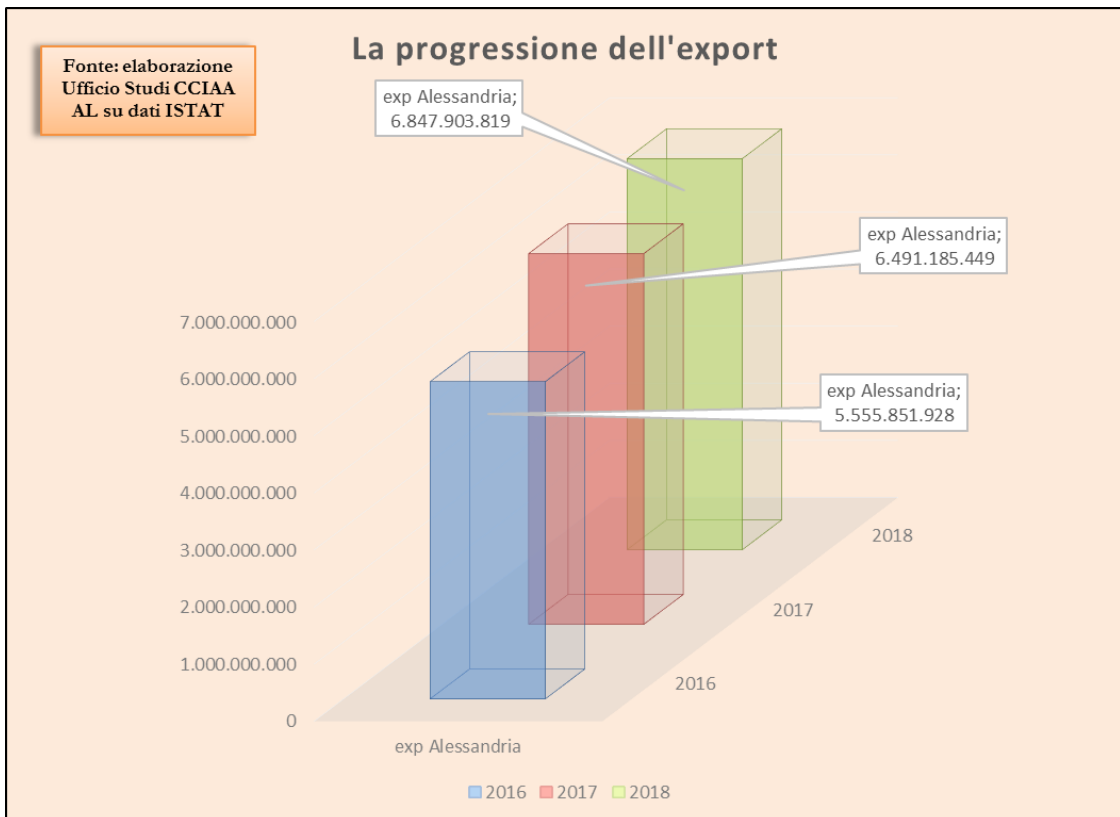 La progressione dell'export
Fonte: elaborazione
Ufficio Studi CCIAA
AL su dati ISTAT
exp Alessandria;
6.847.903.819
exp Alessandria;
6.491.185.449
exp Alessandria;
5.555.851.928
7.000.000.000
6.000.000.000
5.000.000.000
4.000.000.000
3.000.000.000
2.000.000.000
1.000.000.000
0
2018
2017
2016
exp Alessandria
2016 2017 2018